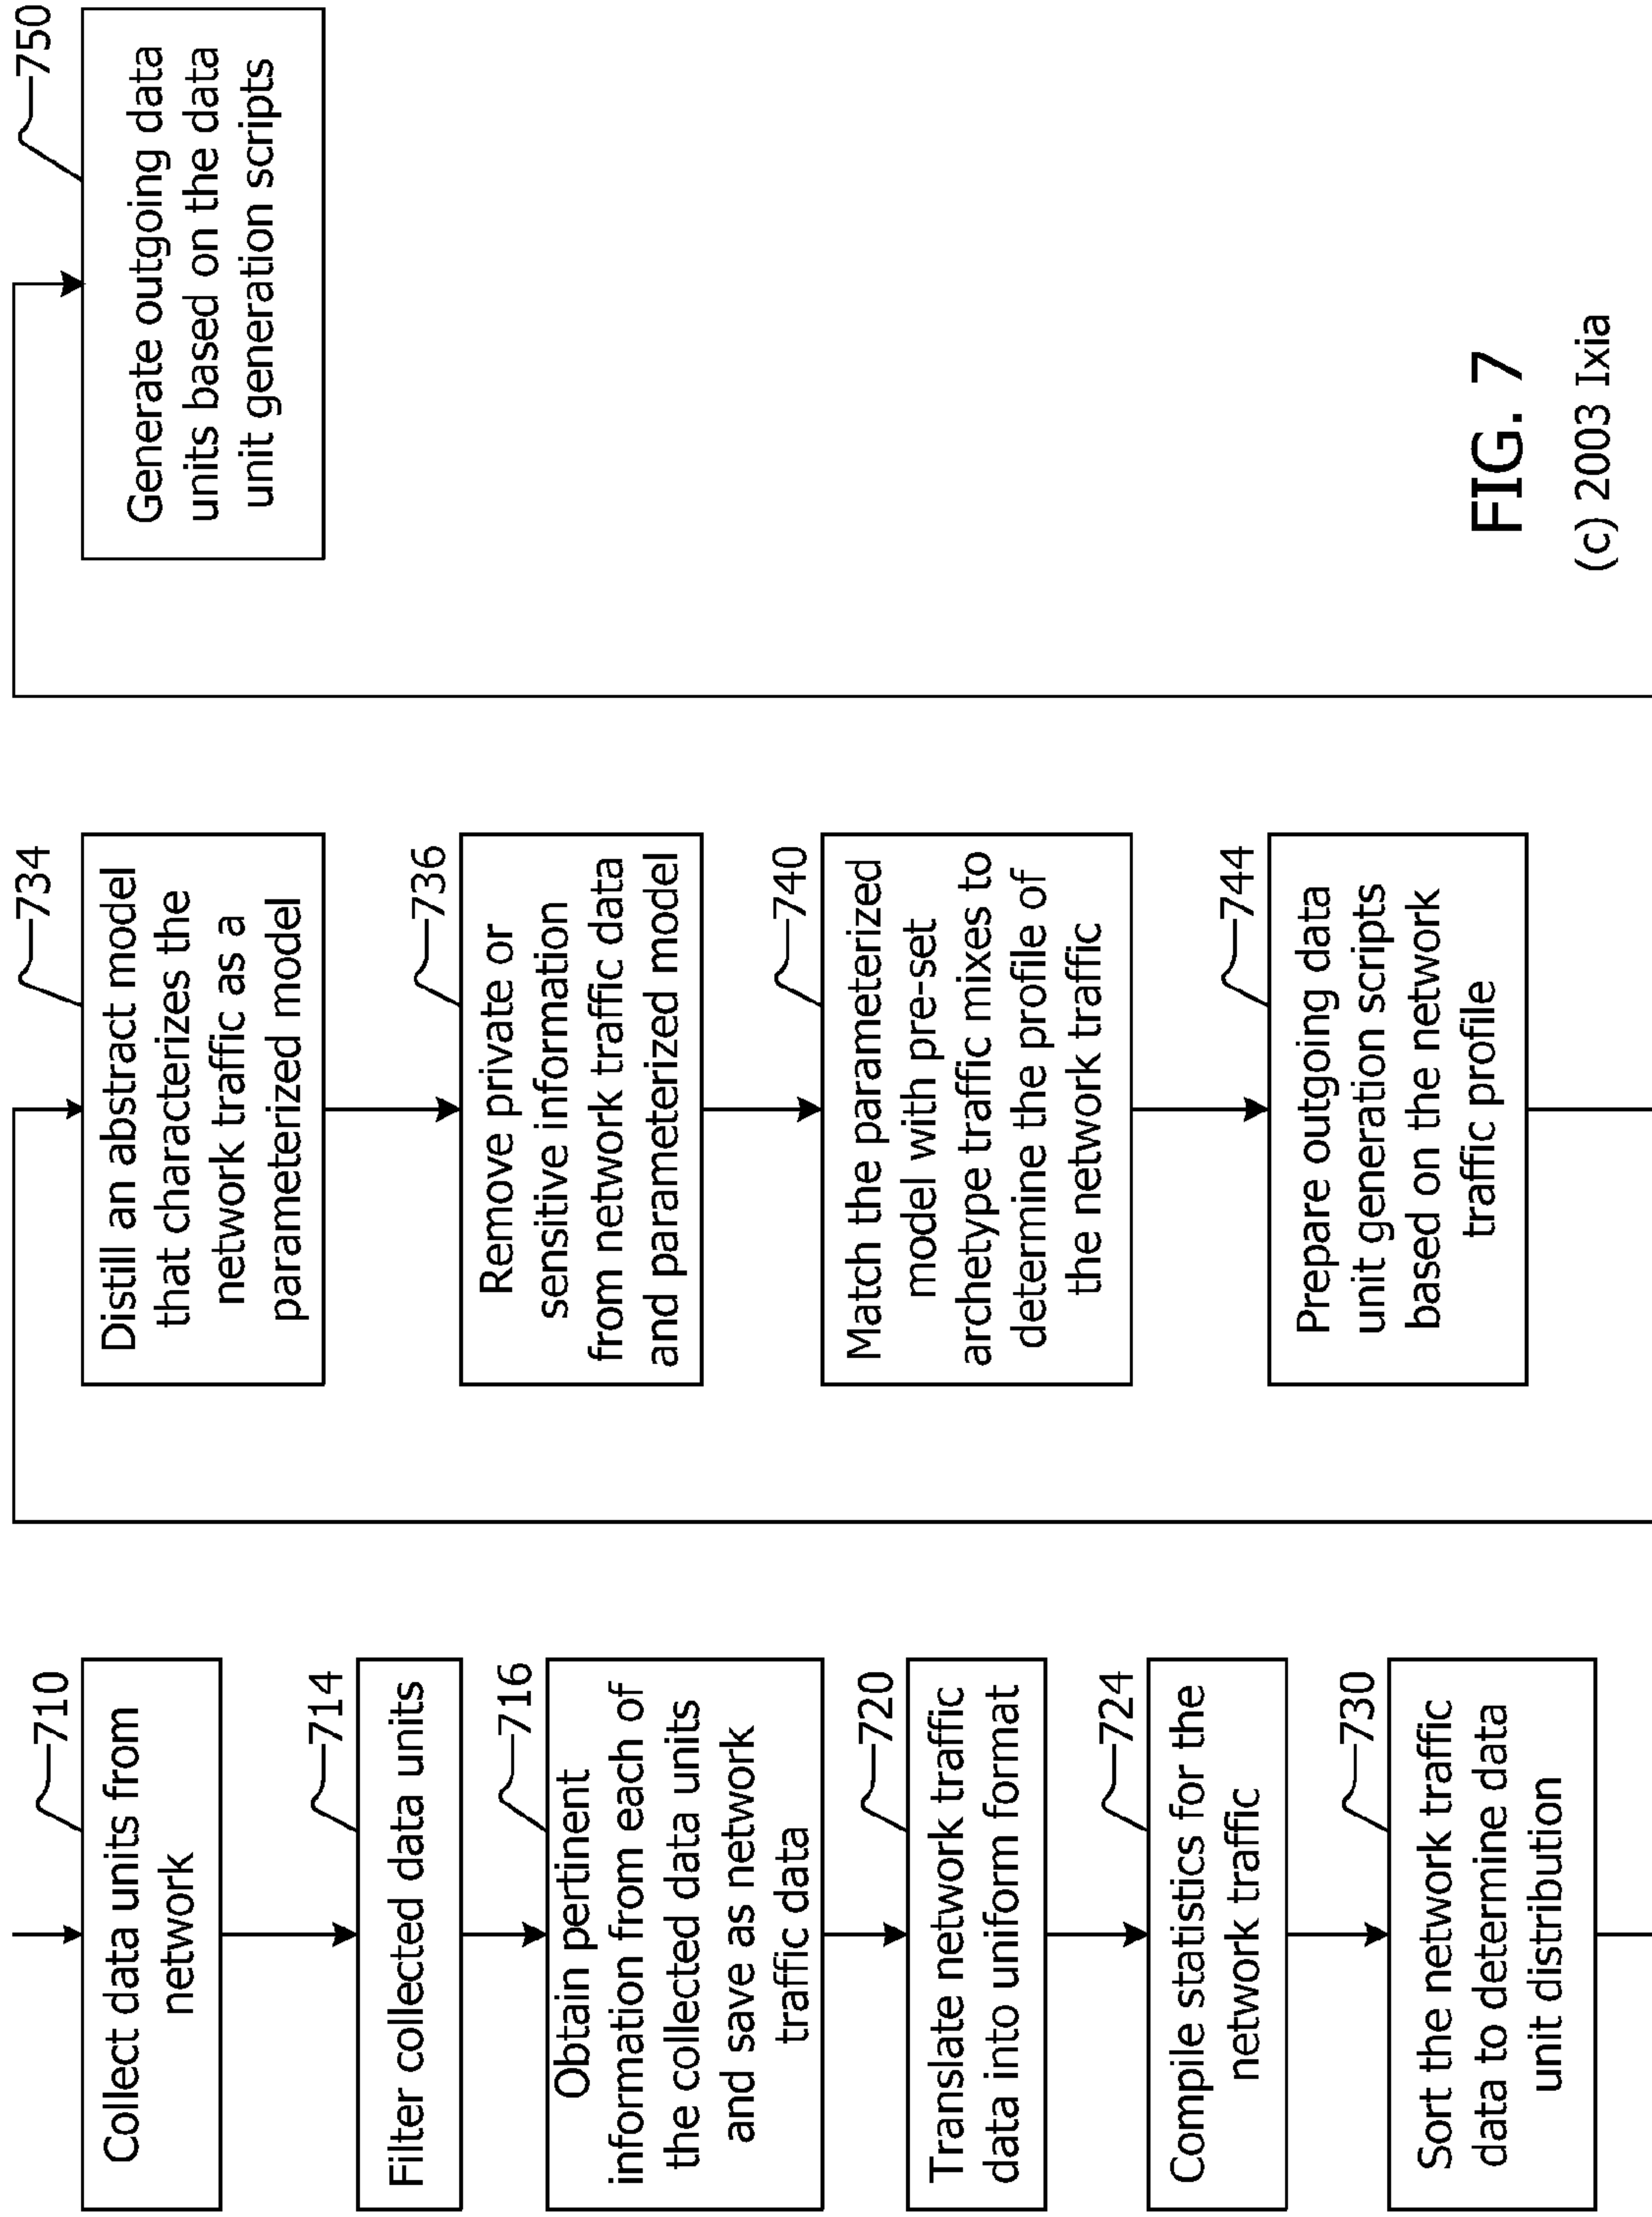 710
Collect data units from
network
714
Filter collected data units
716
Obtain pertinent
information from each of
the collected data units
and save as network
traffic data
720
Translate network traffic
data into uniform format
724
Compile statistics for the
network traffic
730
Sort the network traffic
data to determine data
unit distribution
734
Distill an abstract model
that characterizes the
network traffic as a
parameterized model
736
Remove private or
sensitive information
from network traffic data
and parameterized model
740
Match the parameterized
model with pre-set
archetype traffic mixes to
determine the profile of
the network traffic
744
Prepare outgoing data
unit generation scripts
based on the network
traffic profile
750
Generate outgoing data
units based on the data
unit generation scripts
FIG. 7
(c) 2003 Ixia